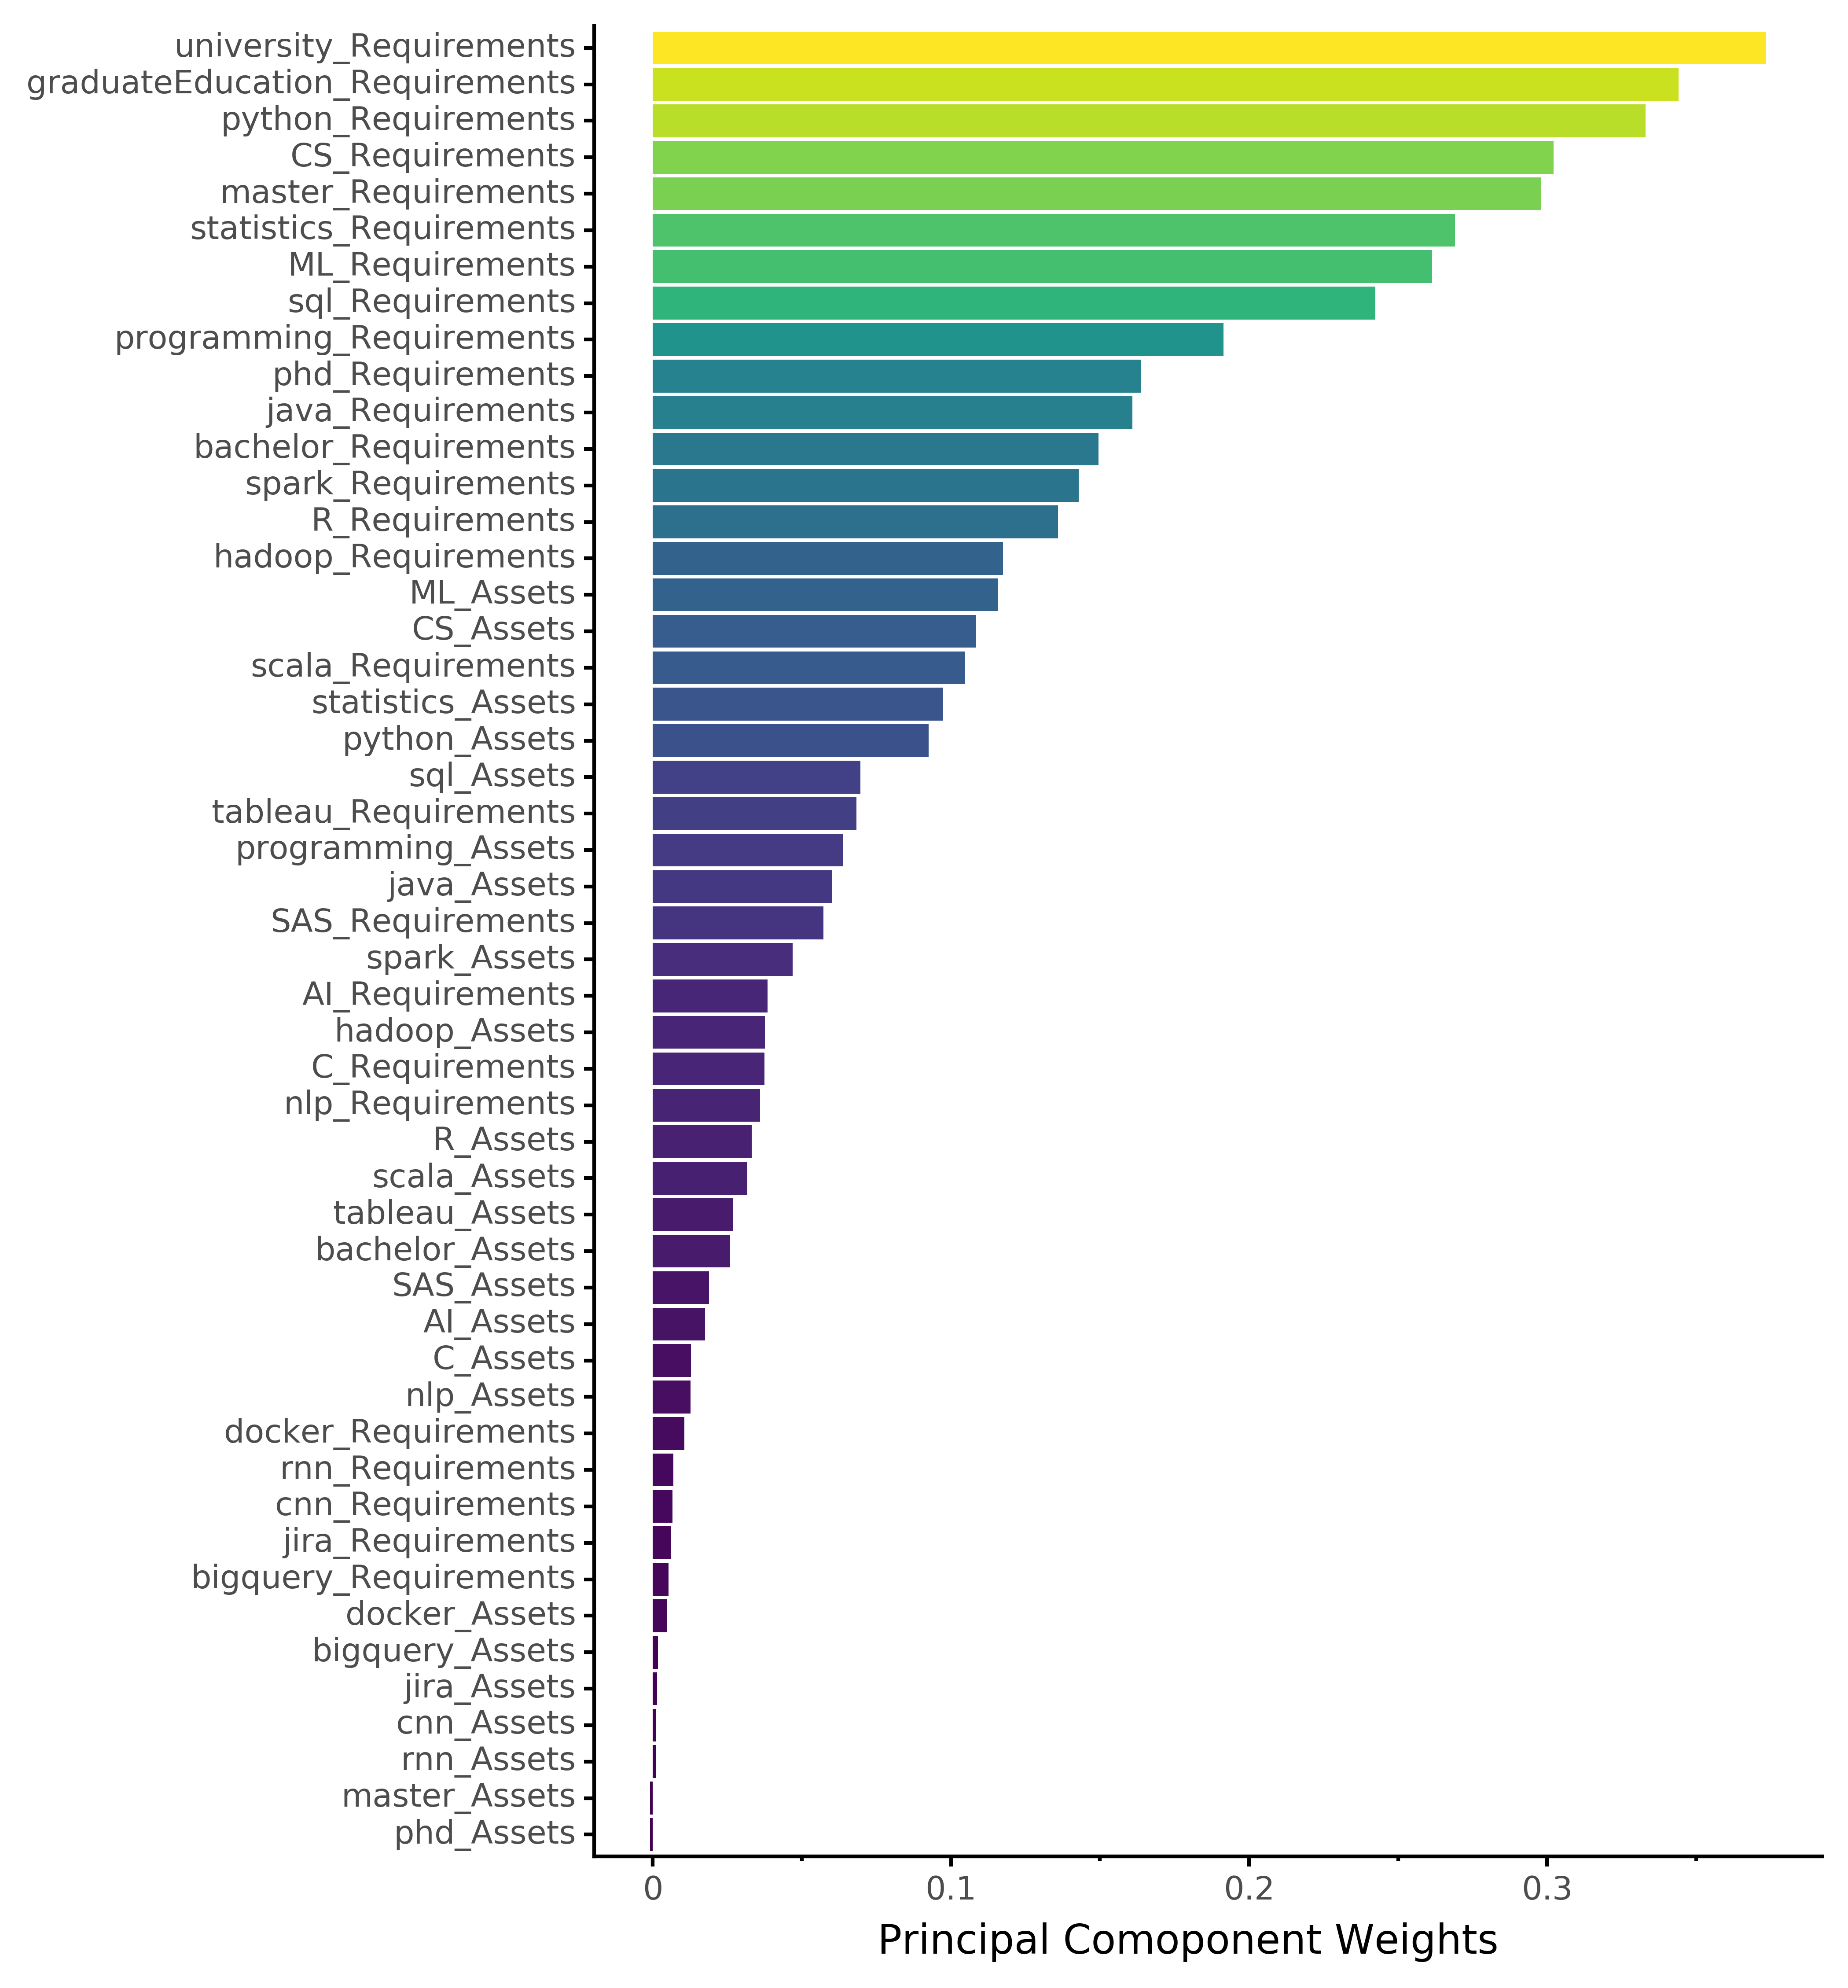 university_Requirements
graduateEducation_Requirements
python_Requirements
CS_Requirements
master_Requirements
statistics_Requirements
ML_Requirements
sql_Requirements
programming_Requirements
phd_Requirements
java_Requirements
bachelor_Requirements
spark_Requirements
R_Requirements
hadoop_Requirements
ML_Assets
CS_Assets
scala_Requirements
statistics_Assets
python_Assets
sql_Assets
tableau_Requirements
programming_Assets
java_Assets
SAS_Requirements
spark_Assets
AI_Requirements
hadoop_Assets
C_Requirements
nlp_Requirements
R_Assets
scala_Assets
tableau_Assets
bachelor_Assets
SAS_Assets
AI_Assets
C_Assets
nlp_Assets
docker_Requirements
rnn_Requirements
cnn_Requirements
jira_Requirements
bigquery_Requirements
docker_Assets
bigquery_Assets
jira_Assets
cnn_Assets
rnn_Assets
master_Assets
phd_Assets
0 0.1 0.2 0.3
Principal Comoponent Weights